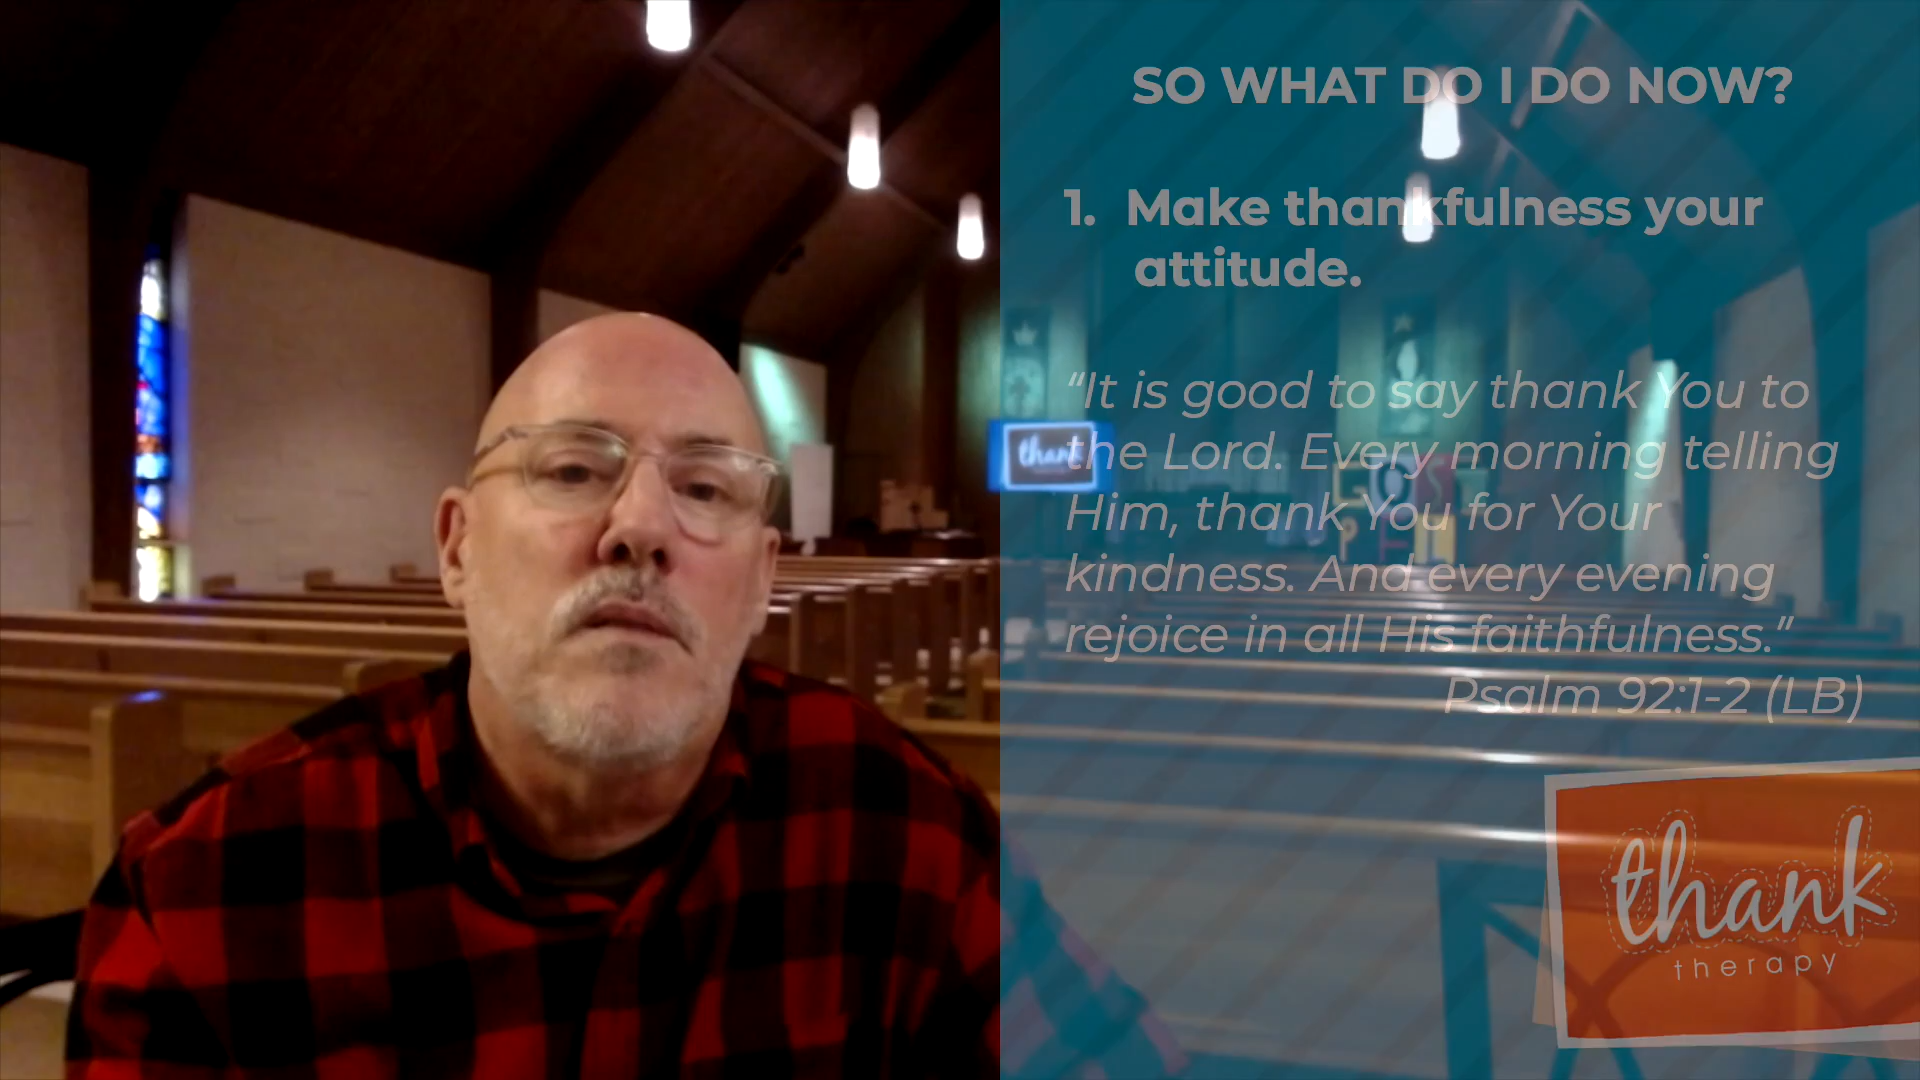 SO WHAT DO I DO NOW?
1. Make thankfulness your
attitude.
“It is good to say thank You to
the Lord. Every morning telling
Him, thank You for Your
kindness. And every evening
rejoice in all His faithfulness.”
Psalm 92:1-2 (LB)
thank
thank
therapy